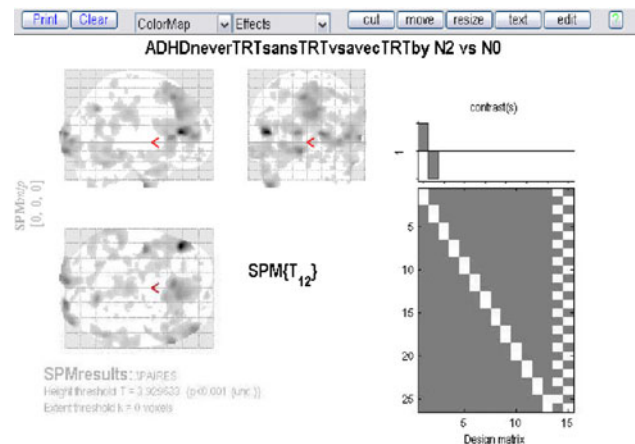 Print Clear ColorMap Effects cut move resize text edit ?
ADHDneverTRTsansTRTvsavecTRTby N2 vs N0
contrast(s)
1
<
<
SPMmip
[0, 0, 0]
<
SPM{T12}
5
10
15
20
25
5 10 15
Design matrix
SPMresults: .\PAIRES
Height threshold T = 3.929633 {p<0.001 (unc.)}
Extent threshold k = 0 voxels